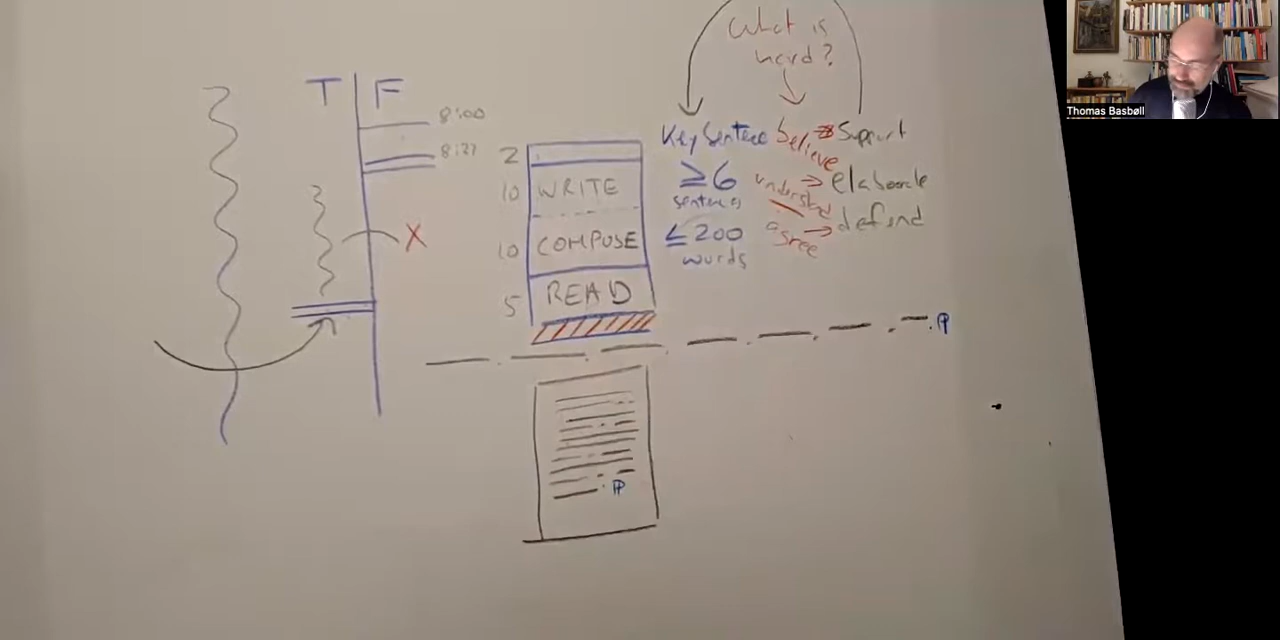 What is
hard?
Thomas Basbøll
T F
8:00
8:27
Key Sentence believe Support
2
10 WRITE
≥6
sentences
understand → elaborate
10 COMPOSE
≤ 200
words
agree → defend
X
5 READ
P
P